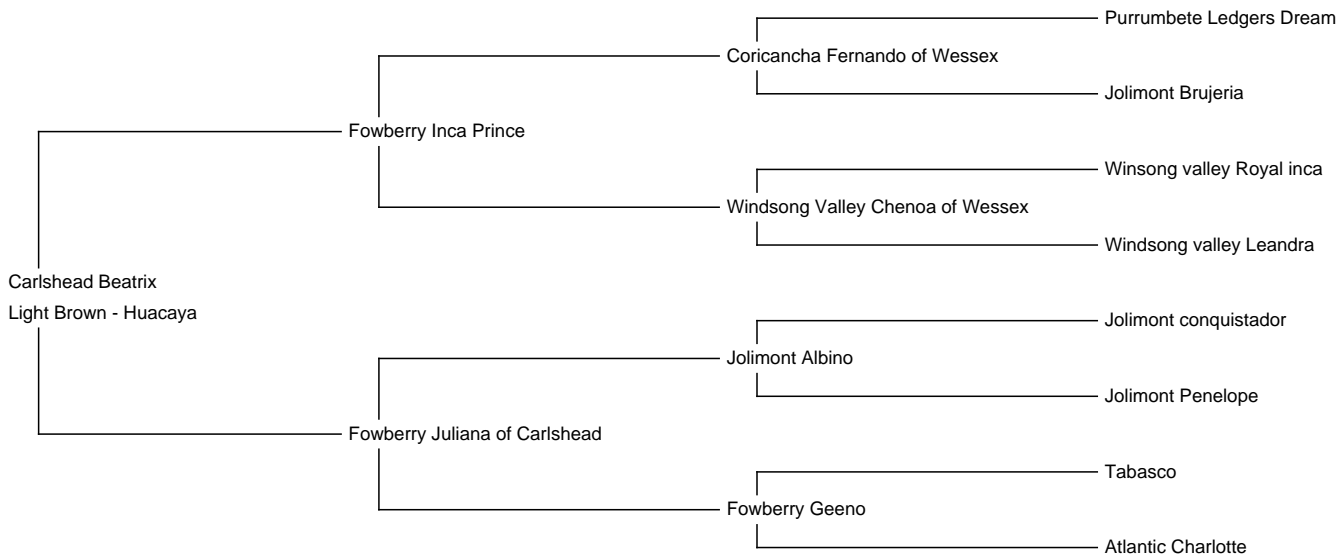 Purrumbete Ledgers Dream
Coricancha Fernando of Wessex
Jolimont Brujeria
Fowberry Inca Prince
Winsong valley Royal inca
Windsong Valley Chenoa of Wessex
Windsong valley Leandra
Carlshead Beatrix
Light Brown - Huacaya
Jolimont conquistador
Jolimont Albino
Jolimont Penelope
Fowberry Juliana of Carlshead
Tabasco
Fowberry Geeno
Atlantic Charlotte